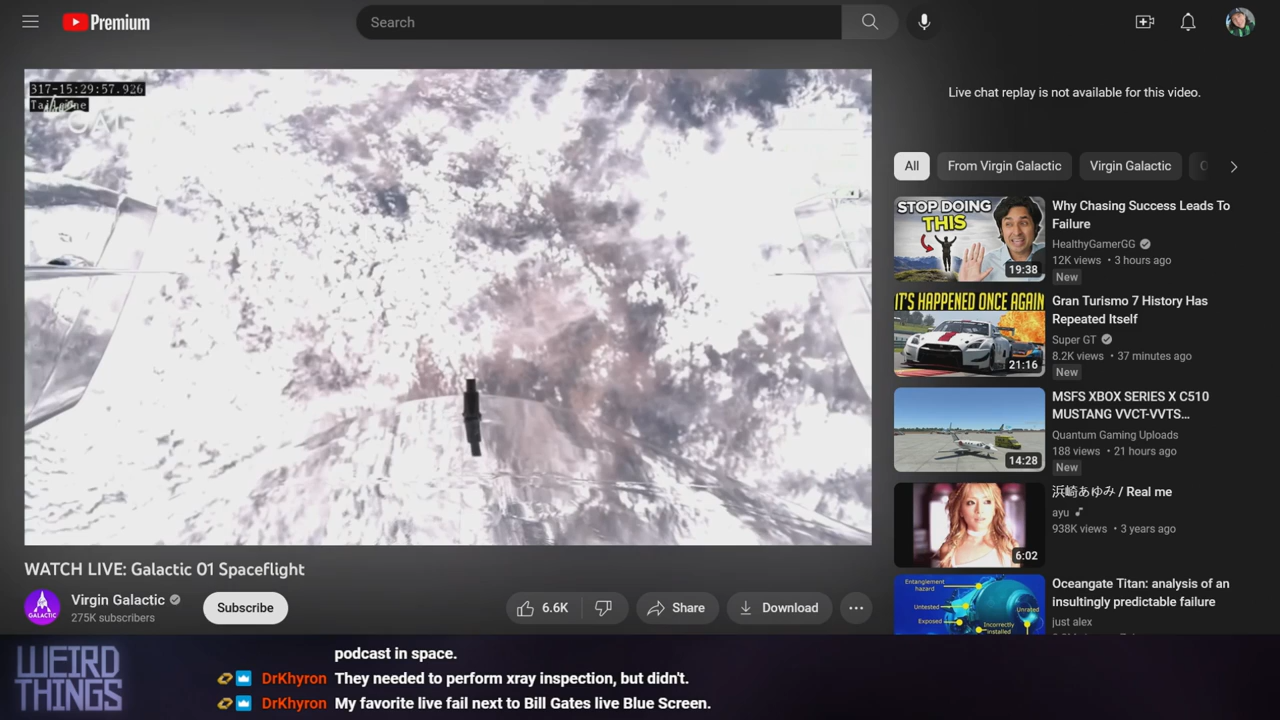 Premium
Search
317-15:29:57.926
Live chat replay is not available for this video.
All
From Virgin Galactic
Virgin Galactic
STOP DOING
THIS
19:38
Why Chasing Success Leads To
Failure
HealthyGamerGG
12K views • 3 hours ago
New
IT'S HAPPENED ONCE AGAIN
21:16
Gran Turismo 7 History Has
Repeated Itself
Super GT
8.2K views • 37 minutes ago
New
14:28
MSFS XBOX SERIES X C510
MUSTANG VVCT-VVTS...
Quantum Gaming Uploads
188 views • 21 hours ago
New
6:02
浜崎あゆみ / Real me
ayu
938K views • 3 years ago
Entanglement
hazard
Untested
Exposed
Unrated
Incorrectly
installed
Oceangate Titan: analysis of an
insultingly predictable failure
just alex
WATCH LIVE: Galactic 01 Spaceflight
GALACTIC
Virgin Galactic
275K subscribers
Subscribe
6.6K
Share
Download
WEIRD
THINGS
podcast in space.
DrKhyron They needed to perform xray inspection, but didn't.
DrKhyron My favorite live fail next to Bill Gates live Blue Screen.